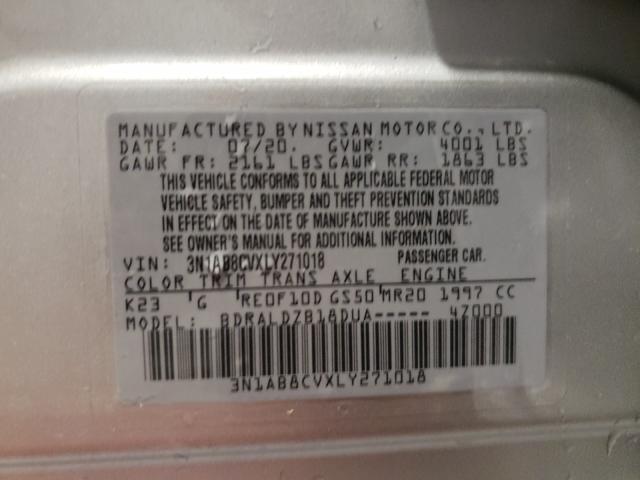 MANUFACTURED BY NISSAN MOTOR CO., LTD.
DATE: 07/20. GVWR: 4001 LBS
GAWR FR: 2161 LBS GAWR RR: 1863 LBS
THIS VEHICLE CONFORMS TO ALL APPLICABLE FEDERAL MOTOR
VEHICLE SAFETY, BUMPER AND THEFT PREVENTION STANDARDS
IN EFFECT ON THE DATE OF MANUFACTURE SHOWN ABOVE.
SEE OWNER'S MANUAL FOR ADDITIONAL INFORMATION.
VIN: 3N1AB8CVXLY271018 PASSENGER CAR.
COLOR TRIM TRANS AXLE ENGINE
K23 G RE0F10D GS50 MR20 1997 CC
MODEL: BDRALDZB18DUA----- 47000
3N1AB8CVXLY271018